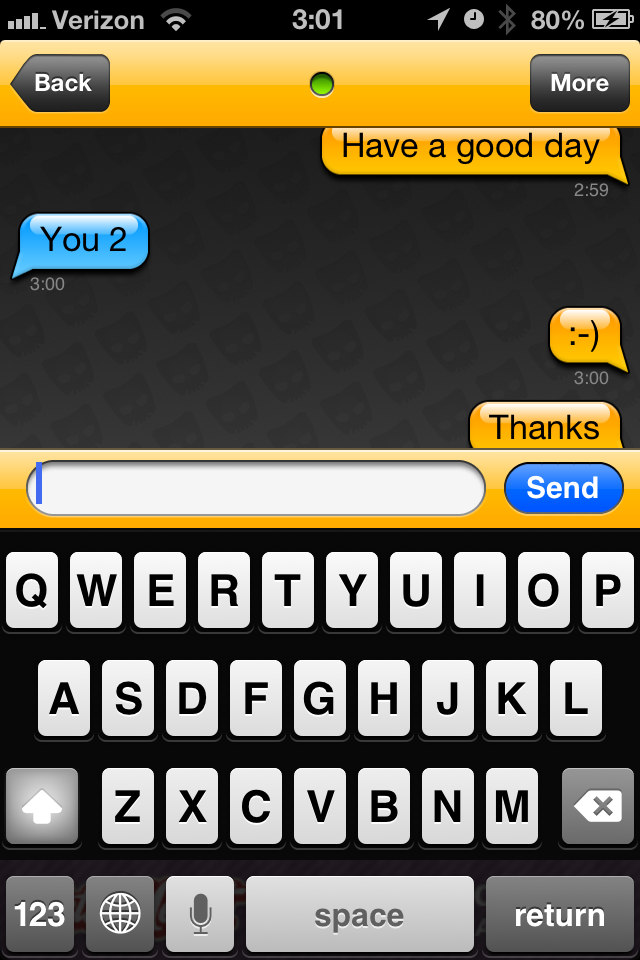 Verizon 3:01 80%
Back More
Have a good day
2:59
You 2
3:00
:-)
3:00
Thanks
Send
Q W E R T Y U I O P
A S D F G H J K L
Z X C V B N M
123 space return